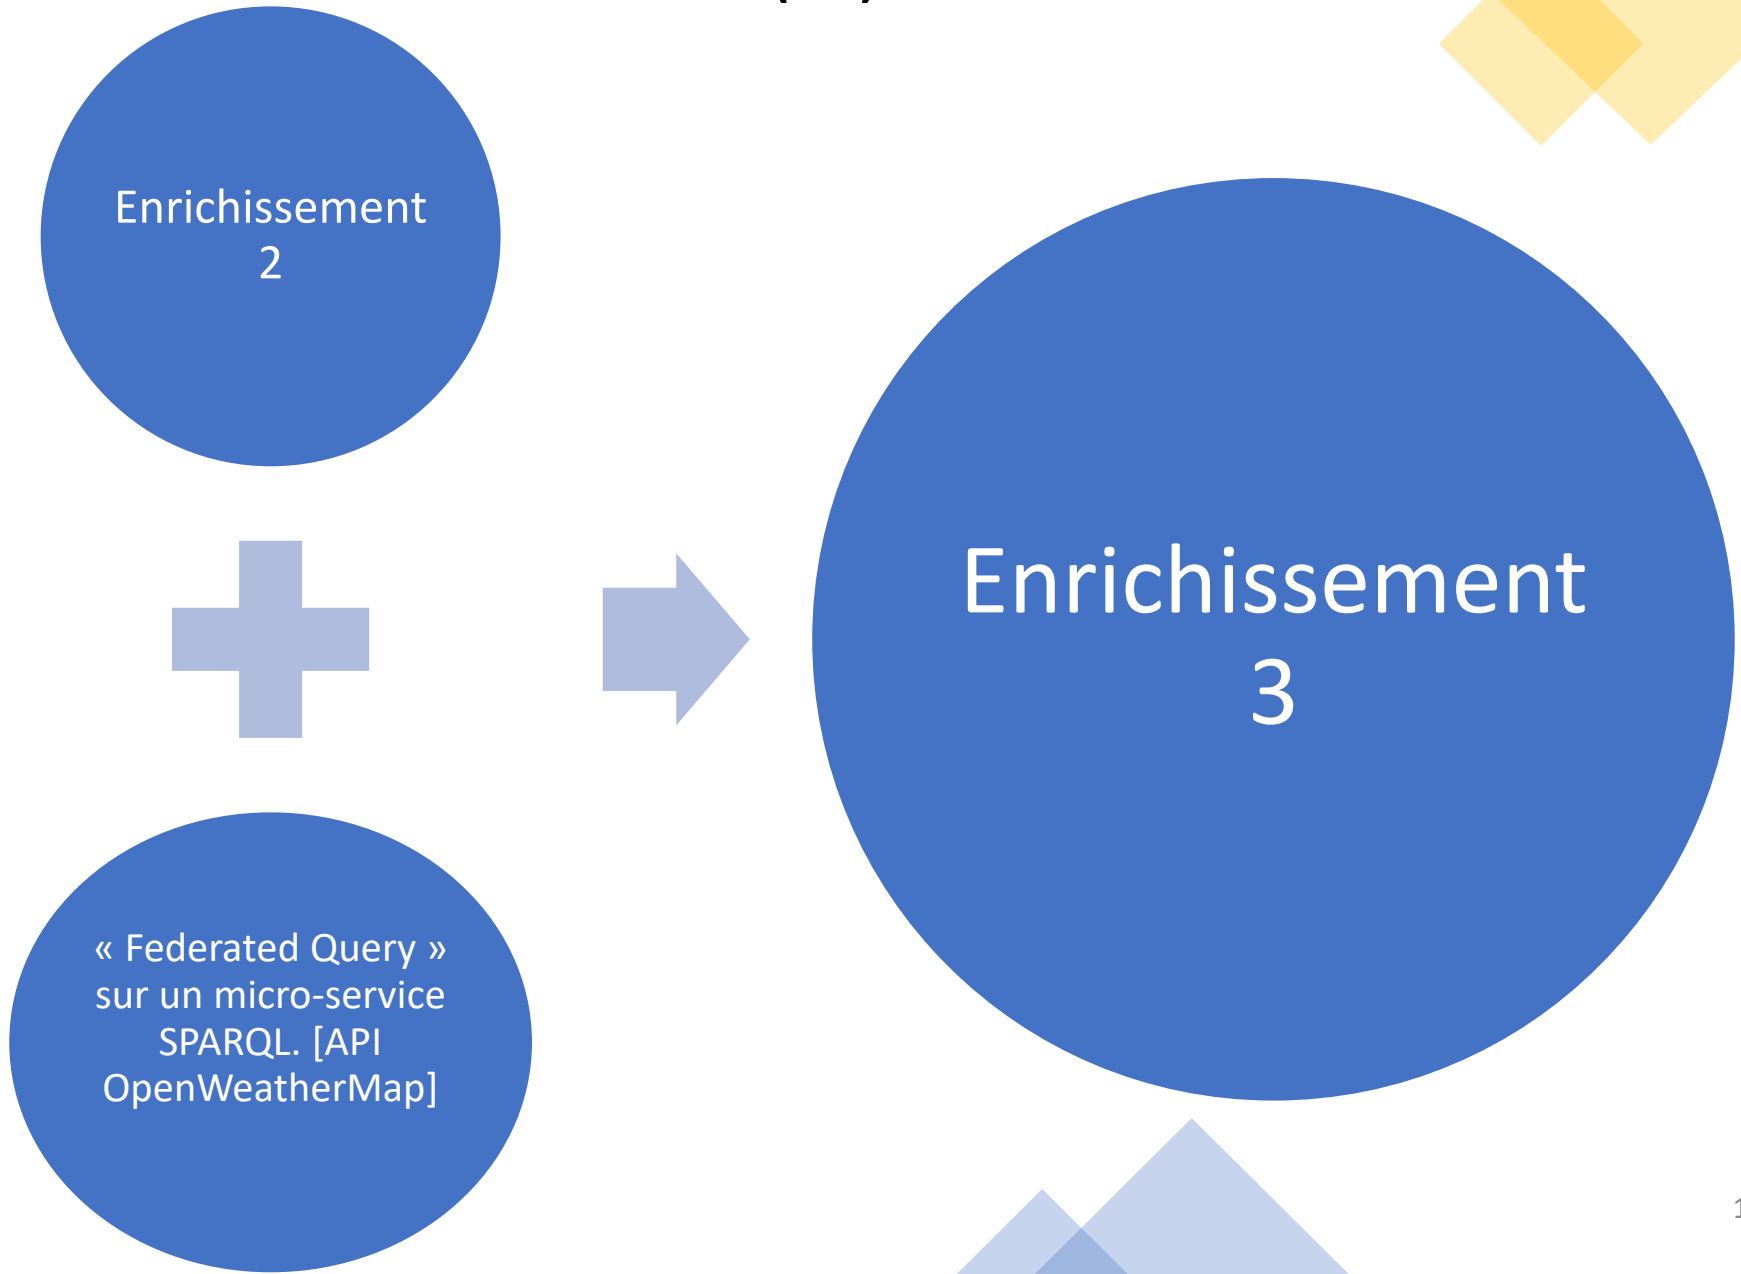 Enrichissement
2
« Federated Query »
sur un micro-service
SPARQL. [API
OpenWeatherMap]
Enrichissement
3